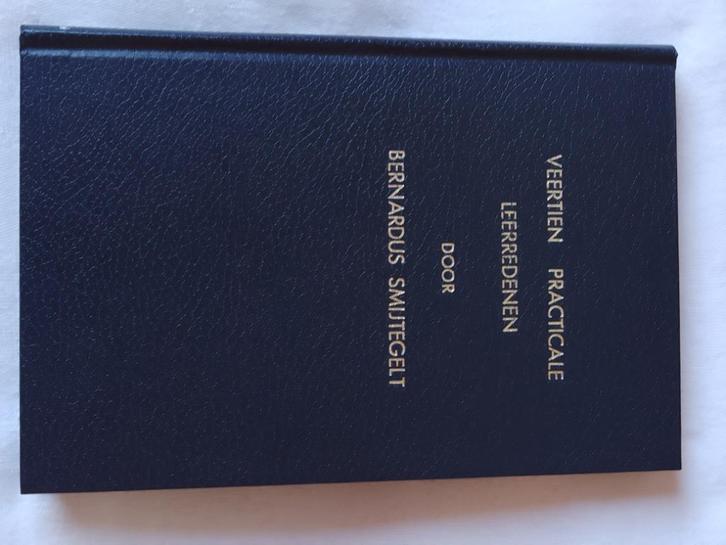 VEERTIEN PRACTICALE
LEERREDENEN
DOOR
BERNARDUS SMIJTEGELT